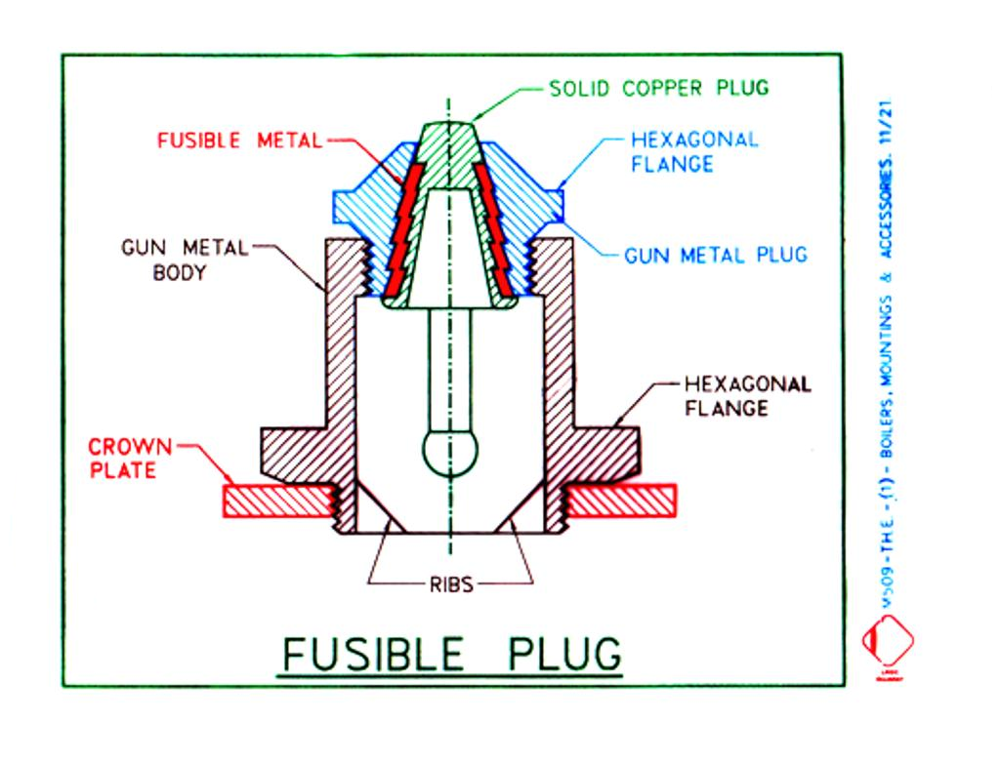 SOLID COPPER PLUG
FUSIBLE METAL
HEXAGONAL
FLANGE
GUN METAL
BODY
GUN METAL PLUG
HEXAGONAL
FLANGE
CROWN
PLATE
RIBS
FUSIBLE PLUG
-THE-(1)- BOILERS, MOUNTINGS & ACCESSORIES. 11/21